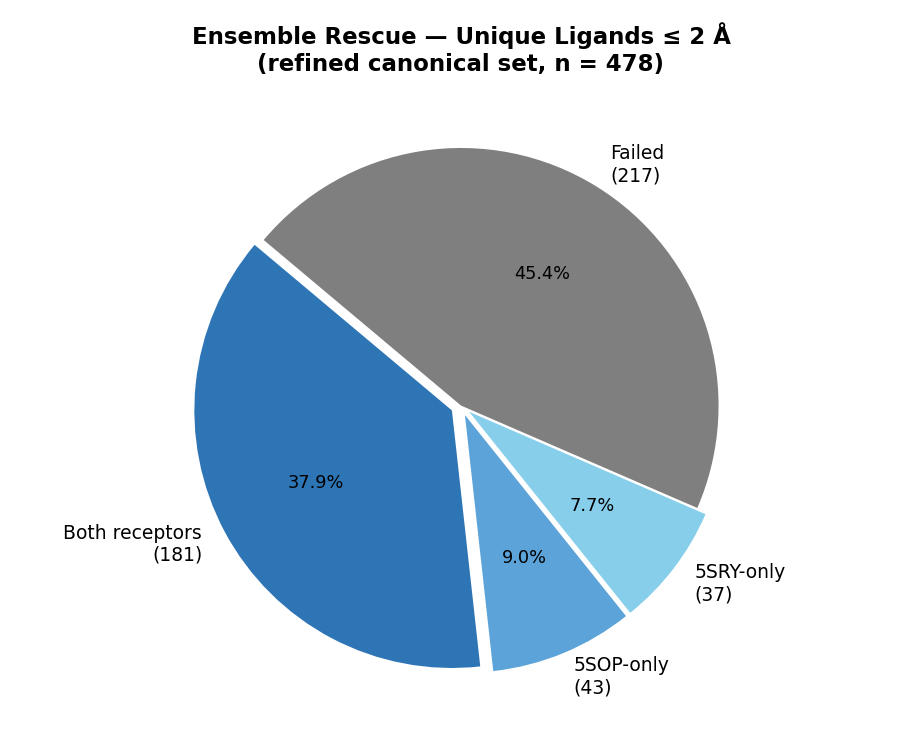 Ensemble Rescue — Unique Ligands ≤ 2 Å
(refined canonical set, n = 478)
Failed
(217)
45.4%
37.9%
Both receptors
(181)
7.7%
9.0%
5SRY-only
(37)
5SOP-only
(43)